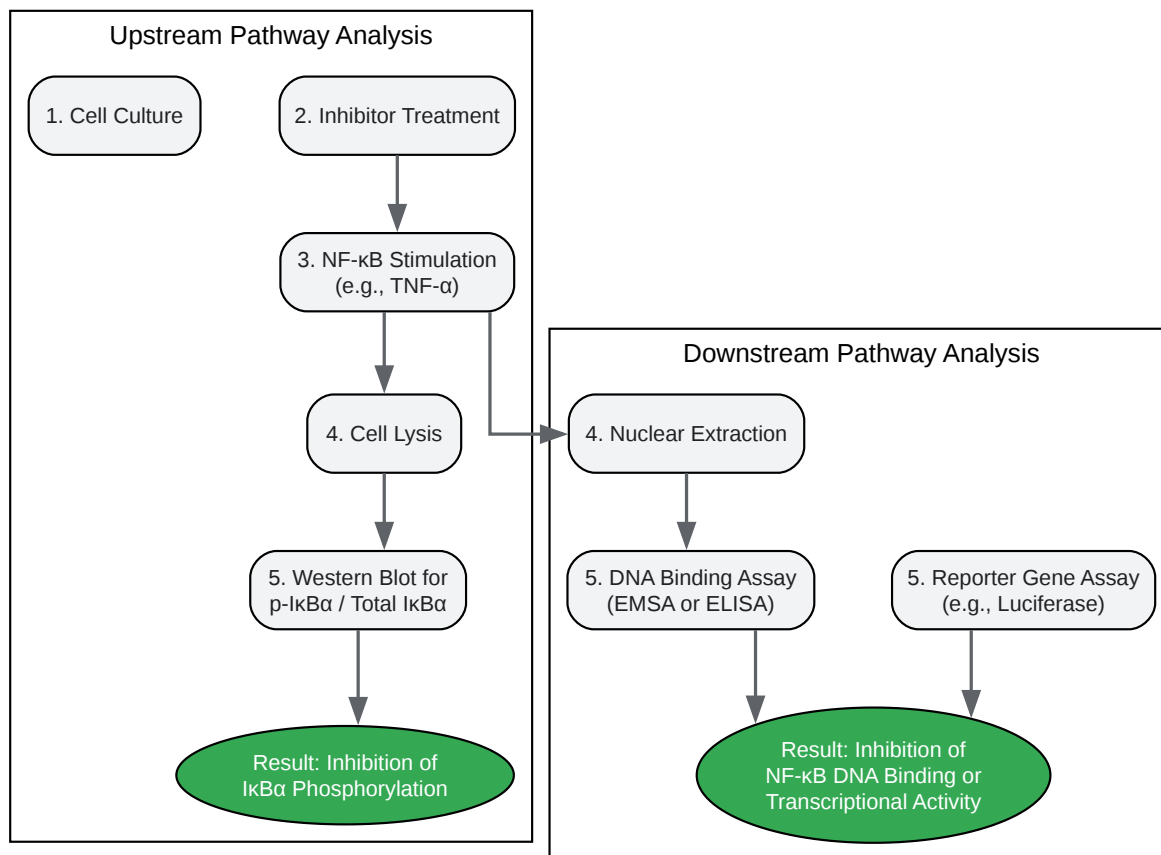 Upstream Pathway Analysis
1. Cell Culture
2. Inhibitor Treatment
3. NF-κB Stimulation
(e.g., TNF-α)
Downstream Pathway Analysis
4. Cell Lysis
4. Nuclear Extraction
5. Western Blot for
p-IκBα / Total IκBα
5. DNA Binding Assay
(EMSA or ELISA)
5. Reporter Gene Assay
(e.g., Luciferase)
Result: Inhibition of
IκBα Phosphorylation
Result: Inhibition of
NF-κB DNA Binding or
Transcriptional Activity